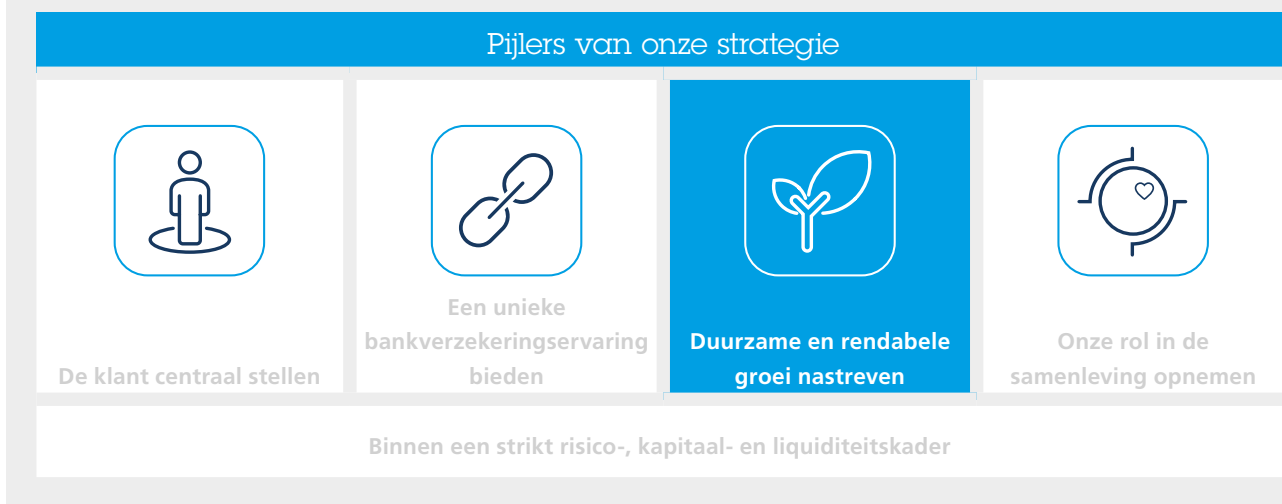 Pijlers van onze strategie
De klant centraal stellen
Een unieke
bankverzekeringservaring
bieden
Duurzame en rendabele
groei nastreven
Onze rol in de
samenleving opnemen
Binnen een strikt risico-, kapitaal- en liquiditeitskader